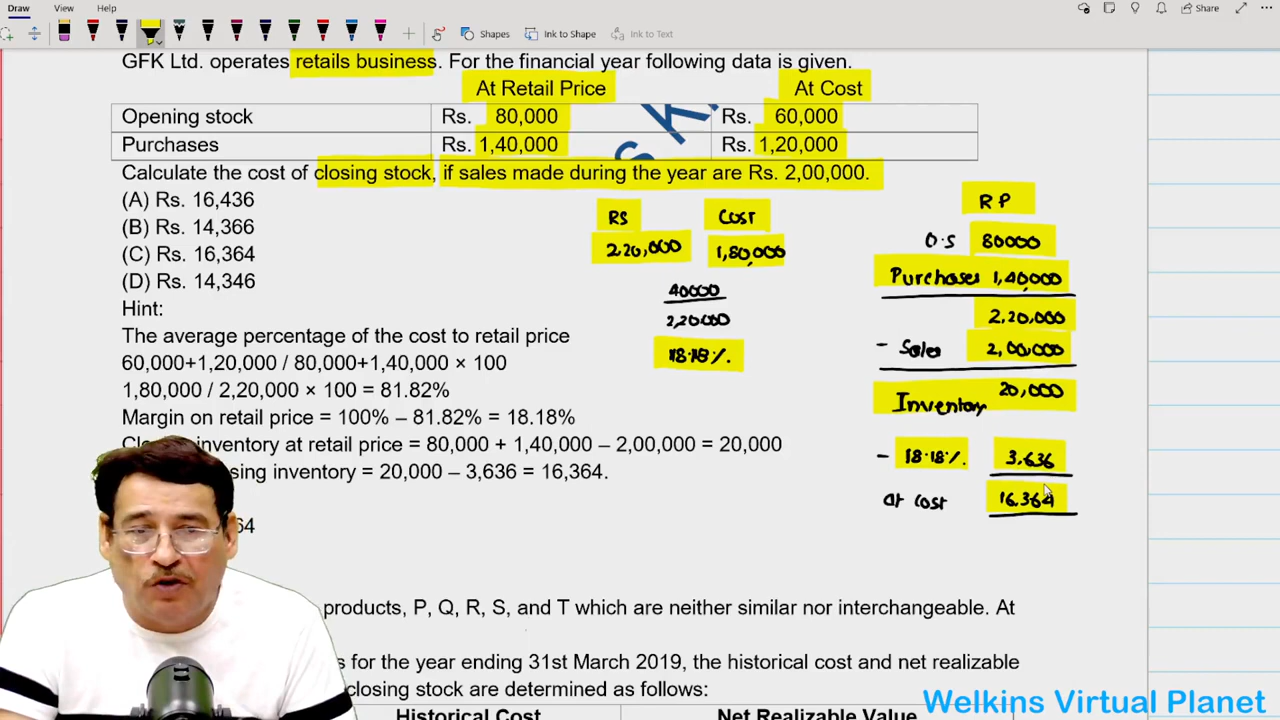 Draw View Help
Share
Shapes Ink to Shape Ink to Text
GFK Ltd. operates retails business. For the financial year following data is given.
At Retail Price At Cost
Opening stock Rs. 80,000 Rs. 60,000
Purchases Rs. 1,40,000 Rs. 1,20,000
Calculate the cost of closing stock, if sales made during the year are Rs. 2,00,000.
(A) Rs. 16,436
(B) Rs. 14,366
(C) Rs. 16,364
(D) Rs. 14,346
Hint:
The average percentage of the cost to retail price
60,000+1,20,000 / 80,000+1,40,000 × 100
1,80,000 / 2,20,000 × 100 = 81.82%
Margin on retail price = 100% – 81.82% = 18.18%
inventory at retail price = 80,000 + 1,40,000 – 2,00,000 = 20,000
inventory = 20,000 – 3,636 = 16,364.
64
RS Cost
2,20,000 1,80,000
40000
2,20,000
18.18%.
RP
O.S 80000
Purchases 1,40,000
2,20,000
- Sales 2,00,000
20,000
Inventory
- 18.18%. 3,636
at cost 16,364
products, P, Q, R, S, and T which are neither similar nor interchangeable. At
s for the year ending 31st March 2019, the historical cost and net realizable
closing stock are determined as follows:
Historical Cost Net Realizable Value
Welkins Virtual Planet